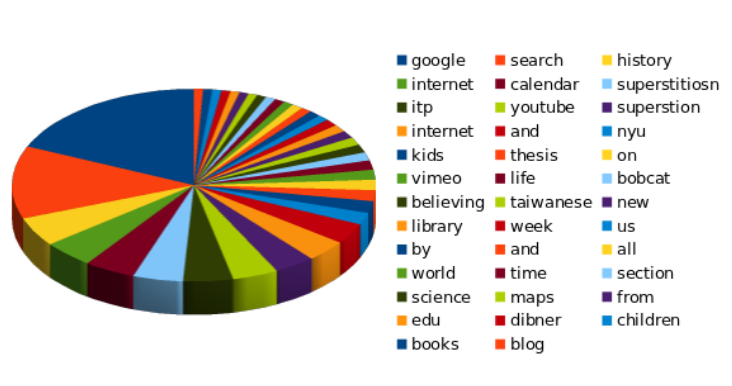 google search history
internet calendar superstitiosn
itp youtube superstion
internet and nyu
kids thesis on
vimeo life bobcat
believing taiwanese new
library week us
by and all
world time section
science maps from
edu dibner children
books blog